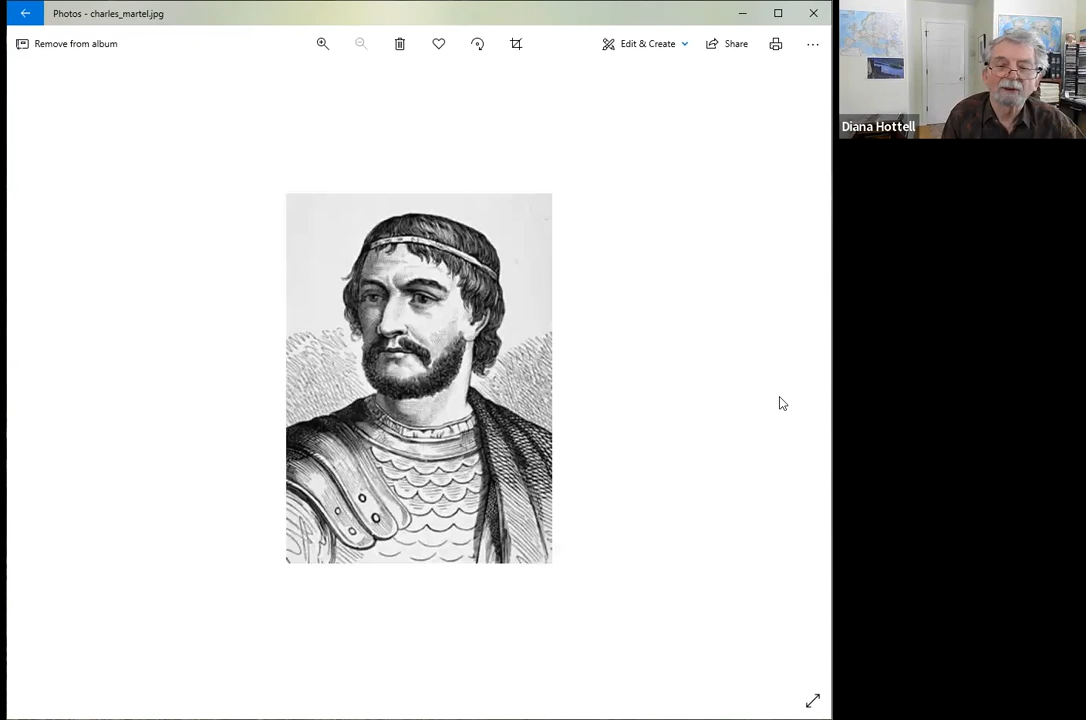 Photos - charles_martel.jpg
Remove from album
Edit & Create
Share
Diana Hottell